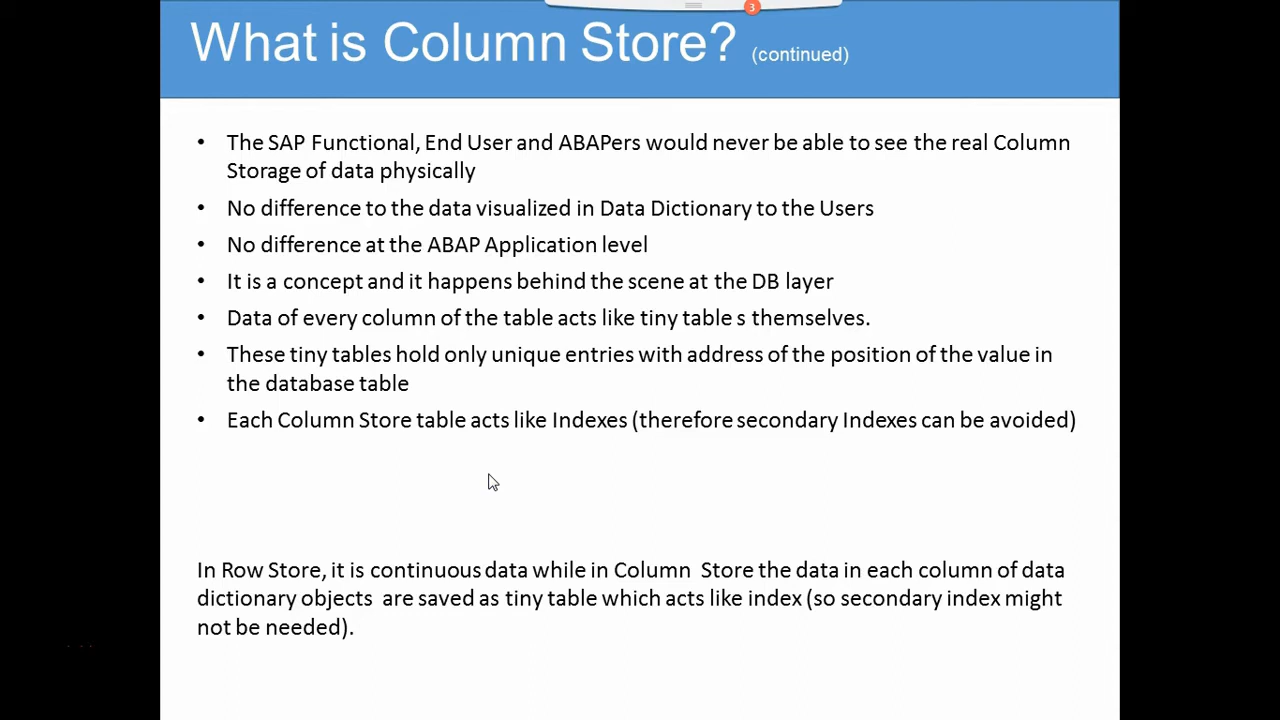 3
What is Column Store? (continued)
• The SAP Functional, End User and ABAPers would never be able to see the real Column
Storage of data physically
• No difference to the data visualized in Data Dictionary to the Users
• No difference at the ABAP Application level
• It is a concept and it happens behind the scene at the DB layer
• Data of every column of the table acts like tiny table s themselves.
• These tiny tables hold only unique entries with address of the position of the value in
the database table
• Each Column Store table acts like Indexes (therefore secondary Indexes can be avoided)
In Row Store, it is continuous data while in Column Store the data in each column of data
dictionary objects are saved as tiny table which acts like index (so secondary index might
not be needed).